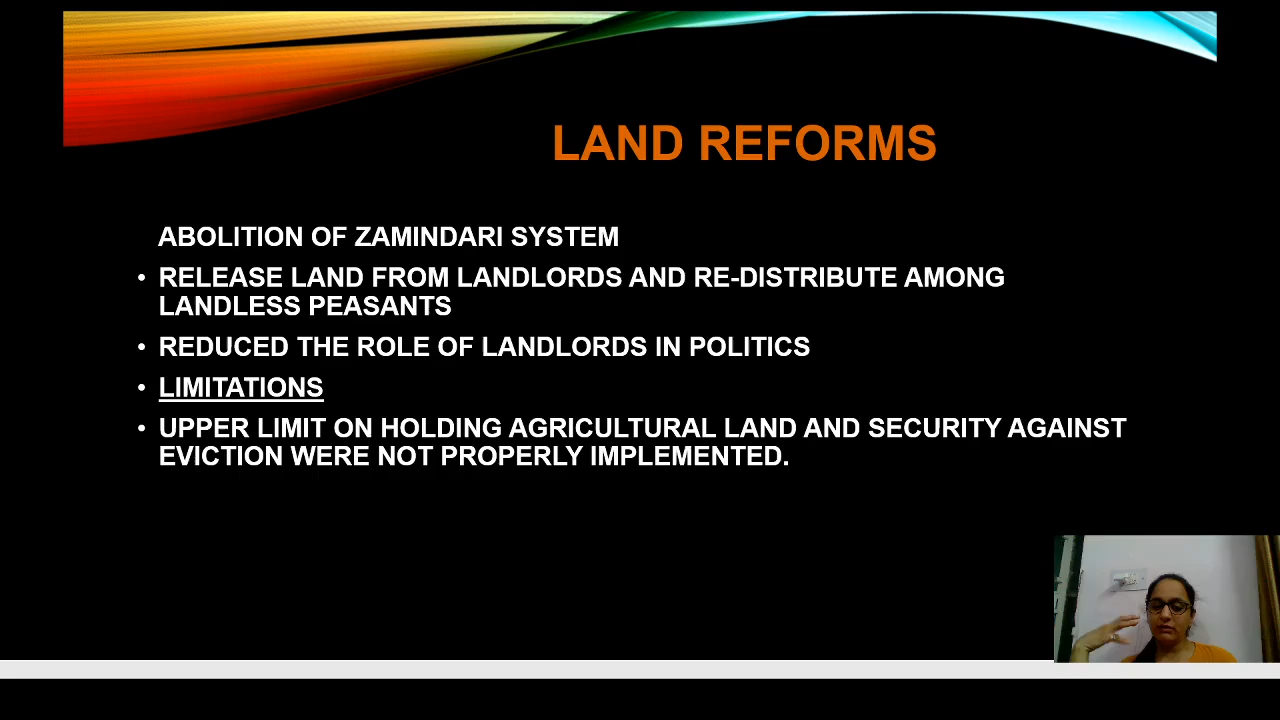 LAND REFORMS
ABOLITION OF ZAMINDARI SYSTEM
• RELEASE LAND FROM LANDLORDS AND RE-DISTRIBUTE AMONG
LANDLESS PEASANTS
• REDUCED THE ROLE OF LANDLORDS IN POLITICS
• LIMITATIONS
• UPPER LIMIT ON HOLDING AGRICULTURAL LAND AND SECURITY AGAINST
EVICTION WERE NOT PROPERLY IMPLEMENTED.